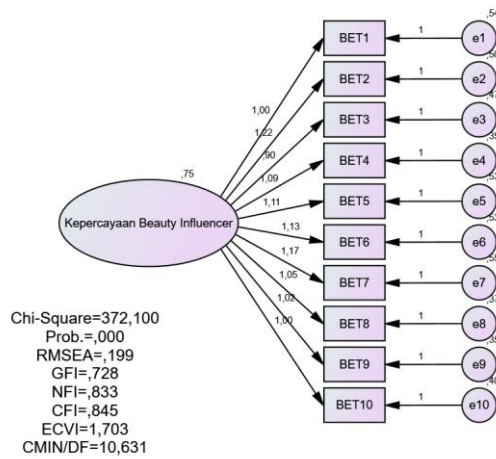 ,54
BET1
1
e1
,50
BET2
1
e2
,47
BET3
1
e3
1,00
1,22
,90
1,09
1,11
1,13
1,17
1,05
1,02
1,00
,75
Kepercayaan Beauty Influencer
BET4
1
e4
BET5
1
e5
BET6
1
e6
BET7
1
e7
BET8
1
e8
BET9
1
e9
BET10
1
e10
Chi-Square=372,100
Prob.=,000
RMSEA=,199
GFI=,728
NFI=,833
CFI=,845
ECVI=1,703
CMIN/DF=10,631